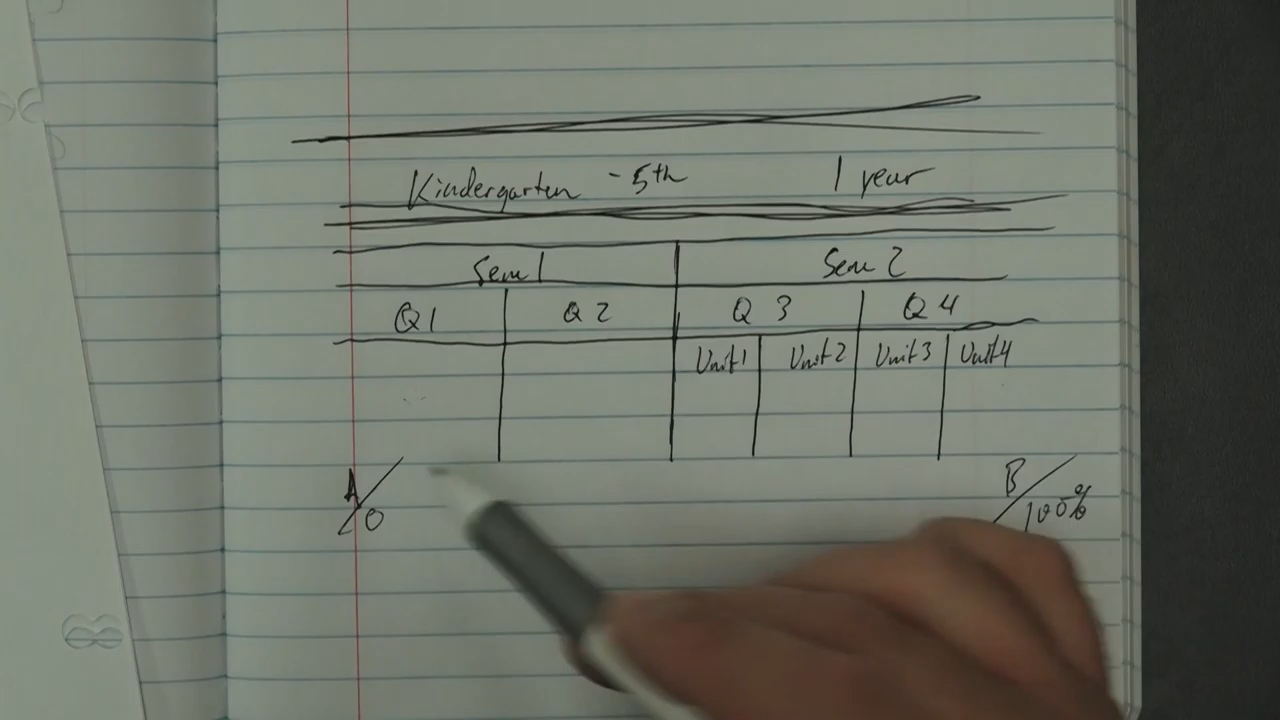 Kindergarten - 5th 1 year
Sem 1 Sem 2
Q1 Q2 Q3 Q4
Unit 1 Unit 2 Unit 3 Unit 4
A/0 B/100%